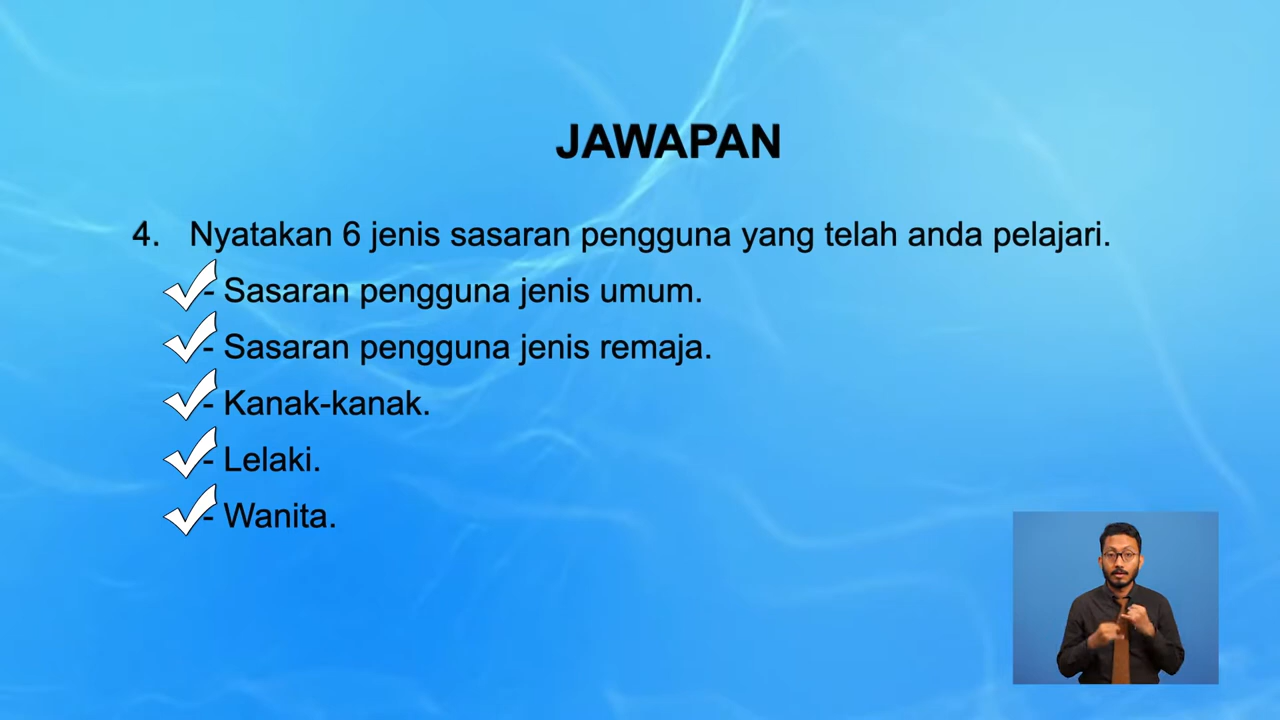 JAWAPAN
4. Nyatakan 6 jenis sasaran pengguna yang telah anda pelajari.
- Sasaran pengguna jenis umum.
- Sasaran pengguna jenis remaja.
- Kanak-kanak.
- Lelaki.
- Wanita.